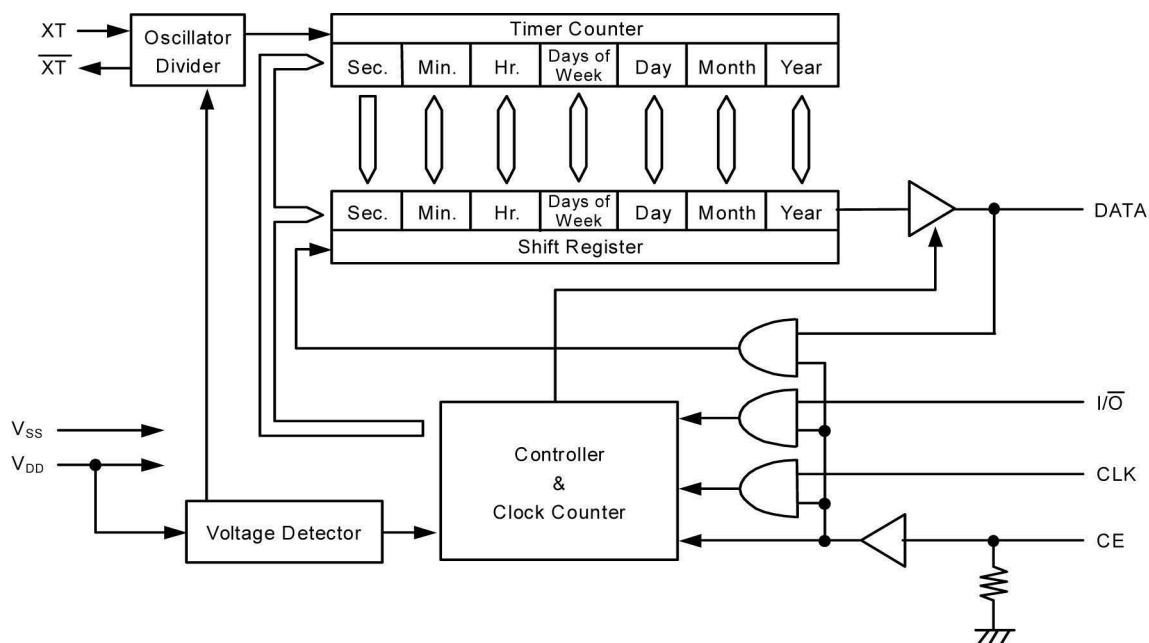 XT
X̅T̅
Oscillator
Divider
Timer Counter
Sec. Min. Hr. Days of Week Day Month Year
Sec. Min. Hr. Days of Week Day Month Year
Shift Register
DATA
I/O̅
CLK
CE
VSS
VDD
Voltage Detector
Controller
&
Clock Counter